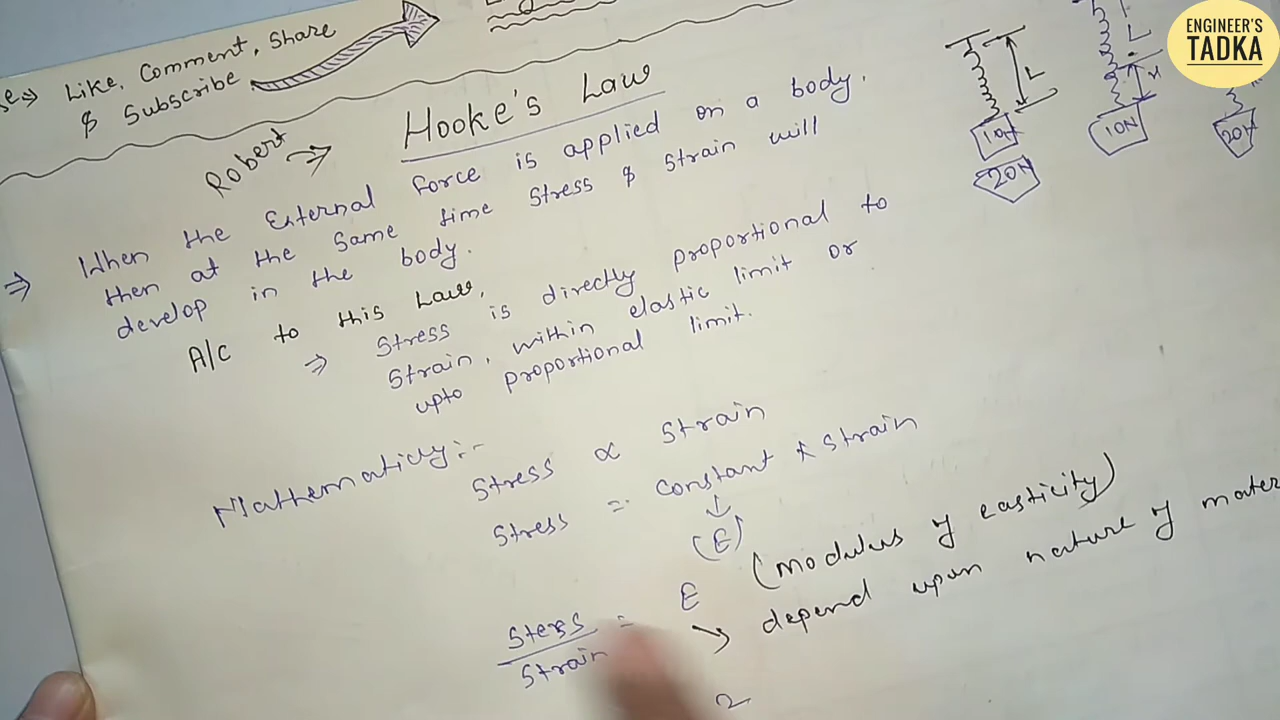 Like, Comment, Share
& Subscribe
ENGINEER'S
TADKA
Robert
Hooke's Law
⇒ When the External force is applied on a body.
then at the same time stress & strain will
develop in the body.
A/c to this Law,
⇒ Stress is directly proportional to
Strain, within elastic limit or
upto proportional limit.
Stress ∝ Strain
Stress = Constant * Strain
(E)
Strain
= E (modulus of easticity)
→ depend upon nature of mater
L
10N
20N
L
x
10N
20N